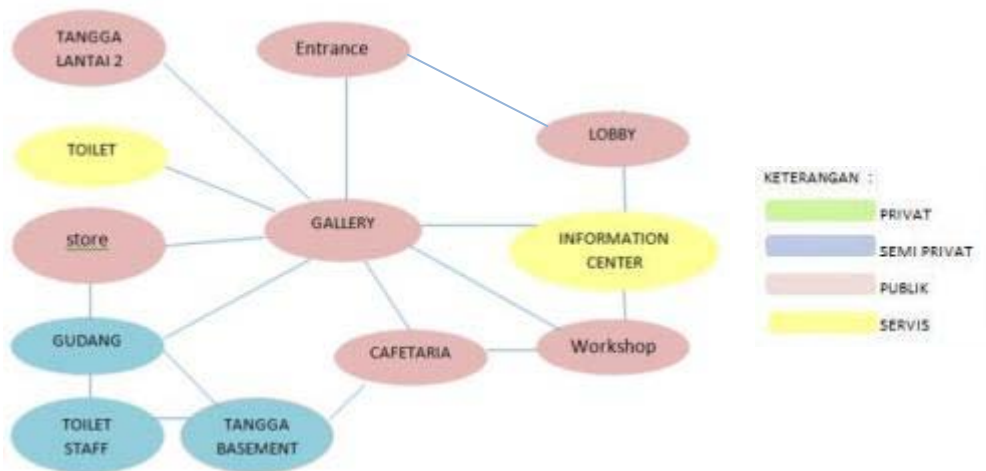 TANGGA
LANTAI 2
Entrance
LOBBY
TOILET
GALLERY
store
INFORMATION
CENTER
GUDANG
CAFETARIA
Workshop
TOILET
STAFF
TANGGA
BASEMENT
KETERANGAN :
PRIVAT
SEMI PRIVAT
PUBLIK
SERVIS